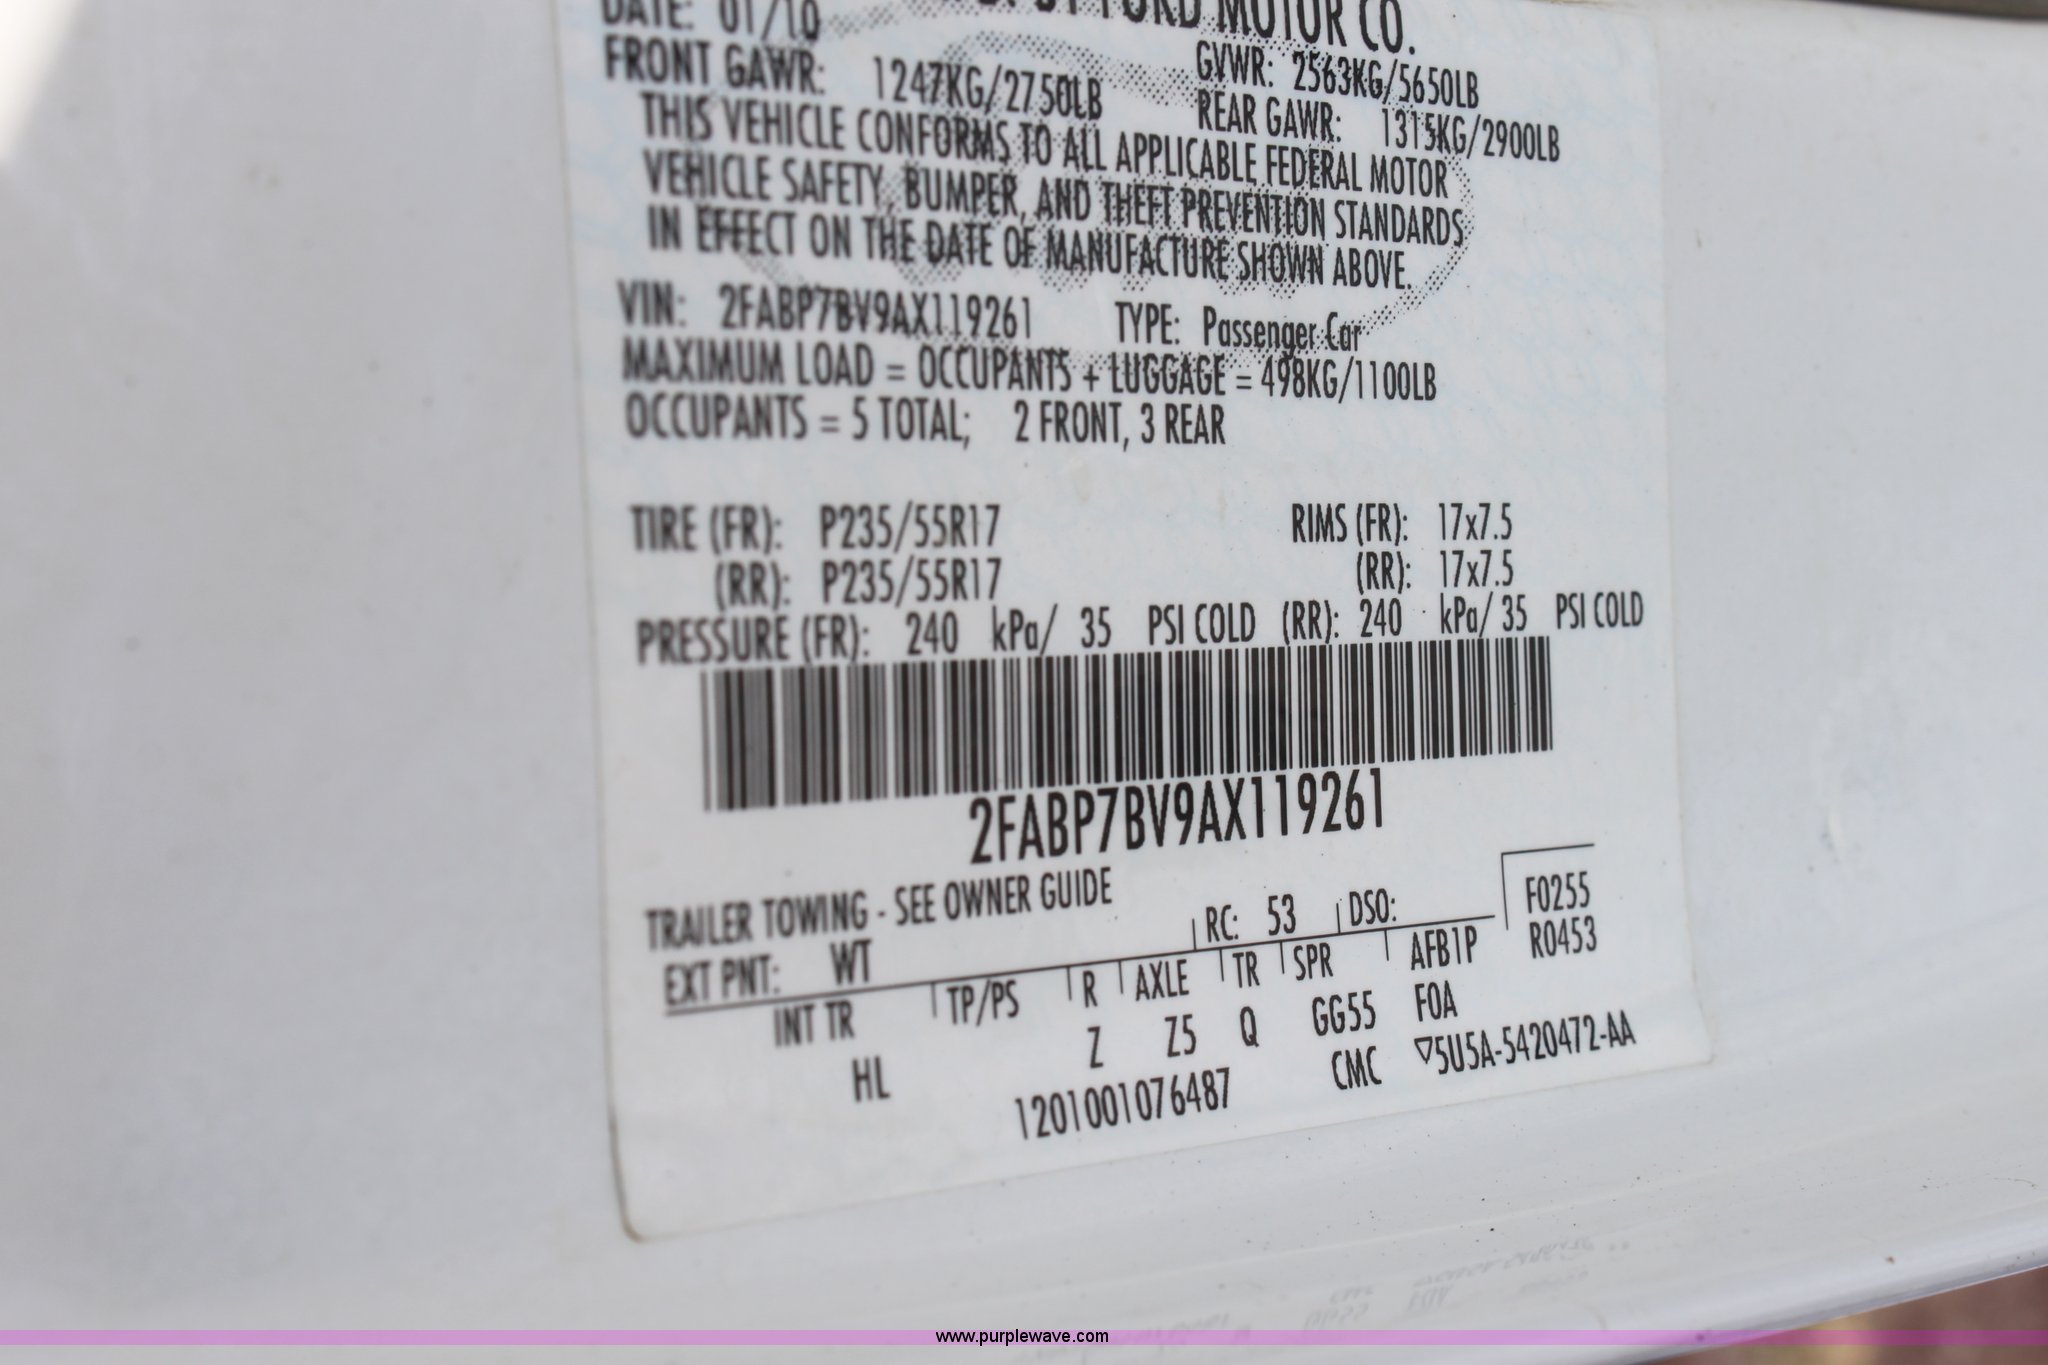 DATE: 01/10
FORD MOTOR CO.
FRONT GAWR: 1247KG/2750LB
GVWR: 2563KG/5650LB
REAR GAWR: 1315KG/2900LB
THIS VEHICLE CONFORMS TO ALL APPLICABLE FEDERAL MOTOR
VEHICLE SAFETY, BUMPER, AND THEFT PREVENTION STANDARDS
IN EFFECT ON THE DATE OF MANUFACTURE SHOWN ABOVE.
VIN: 2FABP7BV9AX119261 TYPE: Passenger Car
MAXIMUM LOAD = OCCUPANTS + LUGGAGE = 498KG/1100LB
OCCUPANTS = 5 TOTAL; 2 FRONT, 3 REAR
TIRE (FR): P235/55R17 RIMS (FR): 17x7.5
(RR): P235/55R17 (RR): 17x7.5
PRESSURE (FR): 240 kPa/ 35 PSI COLD (RR): 240 kPa/ 35 PSI COLD
2FABP7BV9AX119261
TRAILER TOWING - SEE OWNER GUIDE
EXT PNT: WT RC: 53 DSO: F0255
R0453
INT TR TP/PS R AXLE TR SPR AFB1P
HL Z Z5 Q GG55 F0A
1201001076487 CMC ▽5U5A-5420472-AA
www.purplewave.com